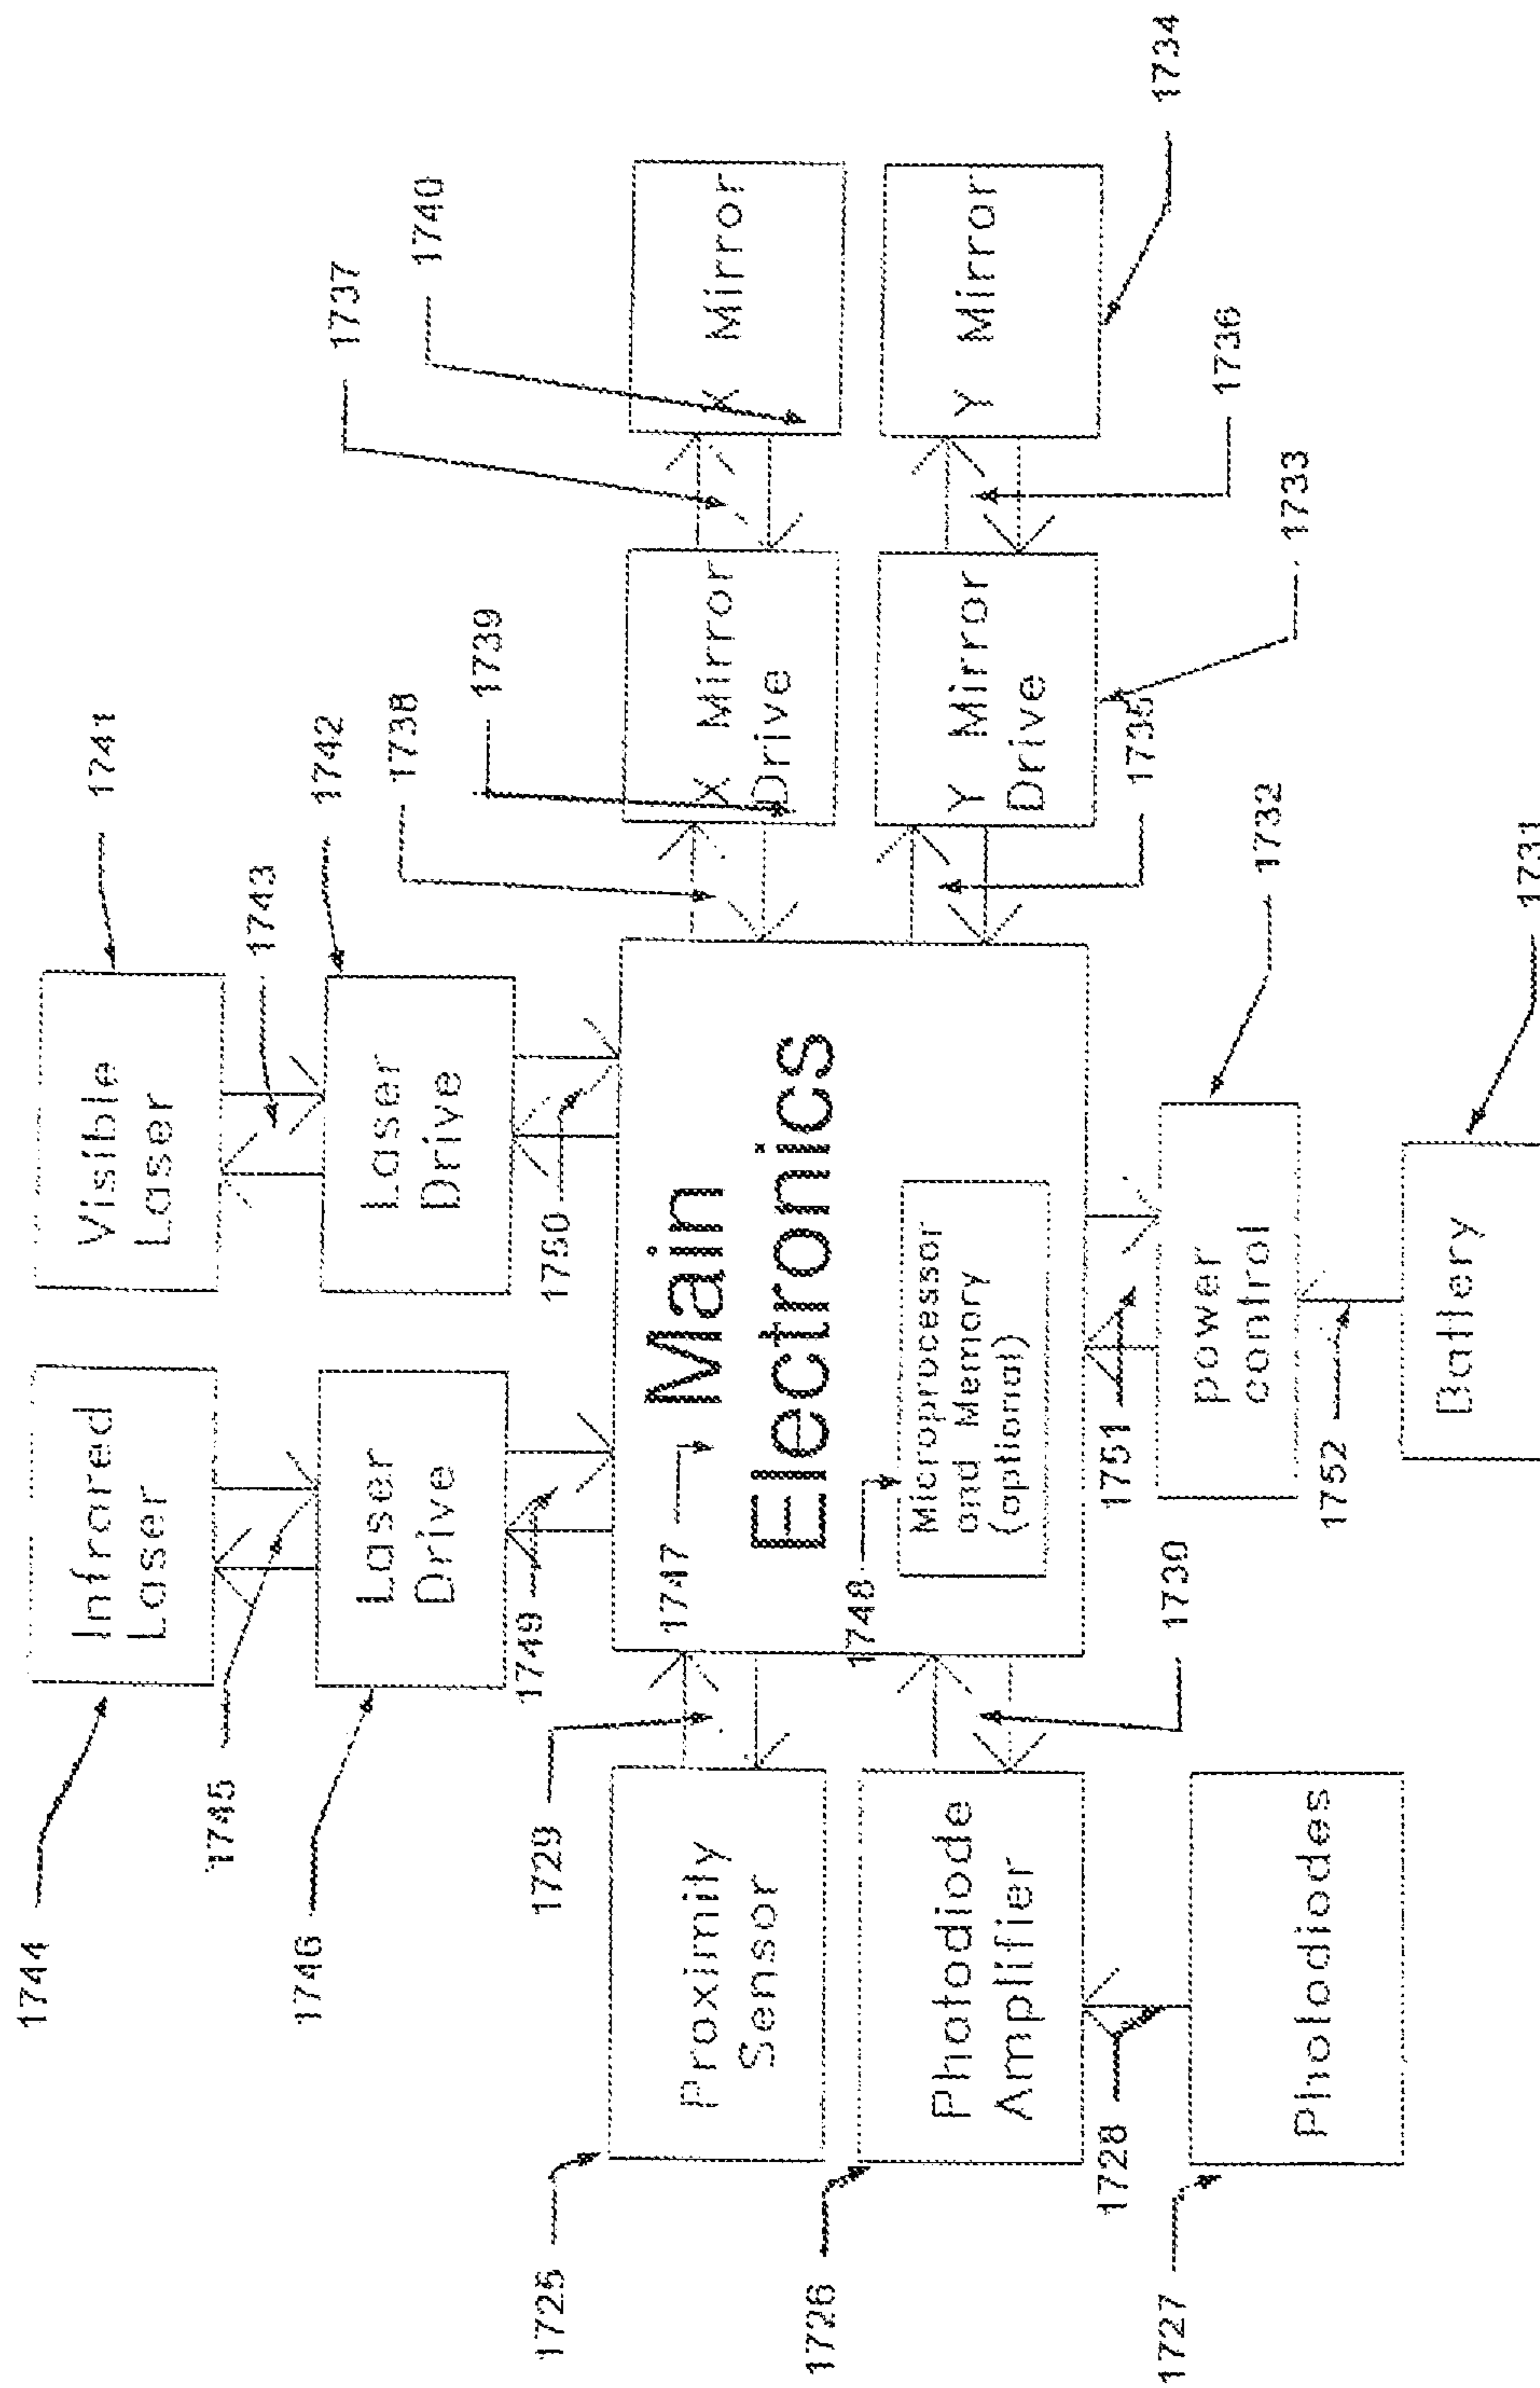 1744
Infrared
Laser
Visible
Laser
1741
1745
1743
1746
Laser
Drive
Laser
Drive
1742
1749
1750
1737
1738
1740
1739
1725
1729
1747
Proximity
Sensor
Main
Electronics
X Mirror
Drive
X Mirror
1726
1748
Photodiode
Amplifier
Microprocessor
and Memory
(optional)
Y Mirror
Drive
Y Mirror
1728
1730
1751
1735
1734
1727
1736
1733
power
control
1732
Photodiodes
1752
Battery
1731